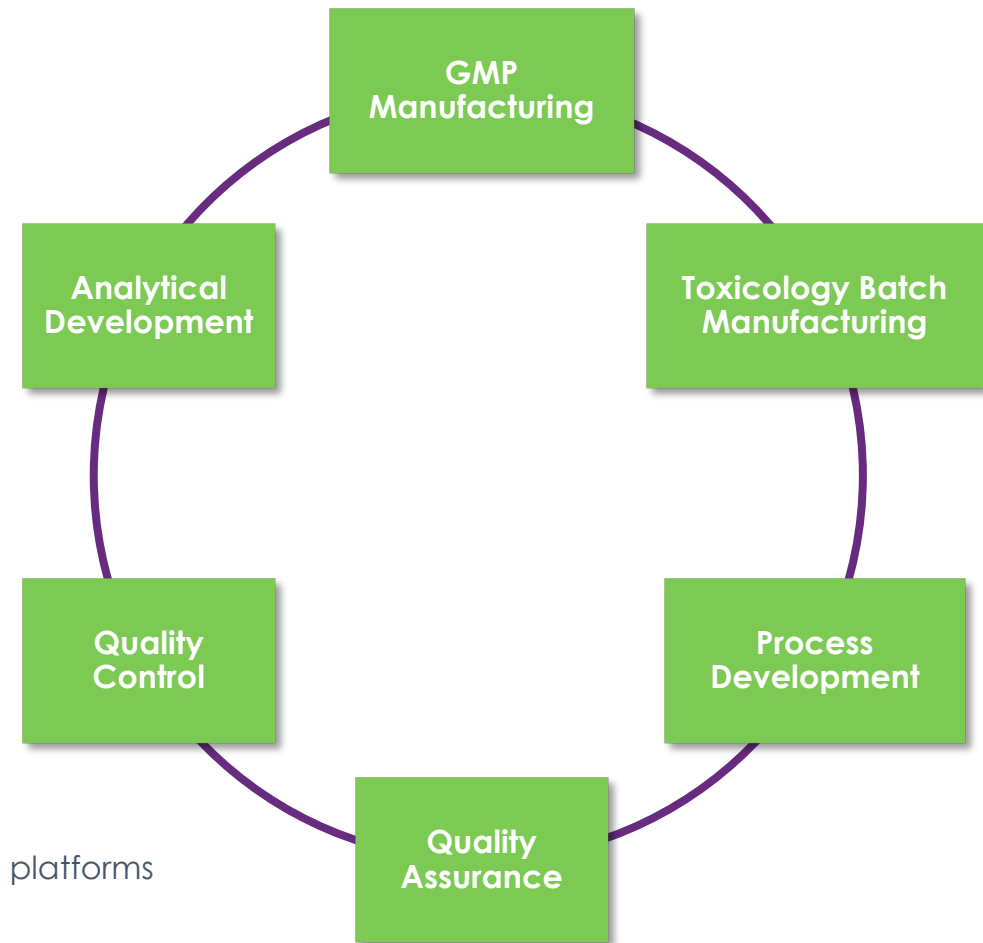 GMP
Manufacturing
Toxicology Batch
Manufacturing
Process
Development
Quality
Assurance
Quality
Control
Analytical
Development
platforms